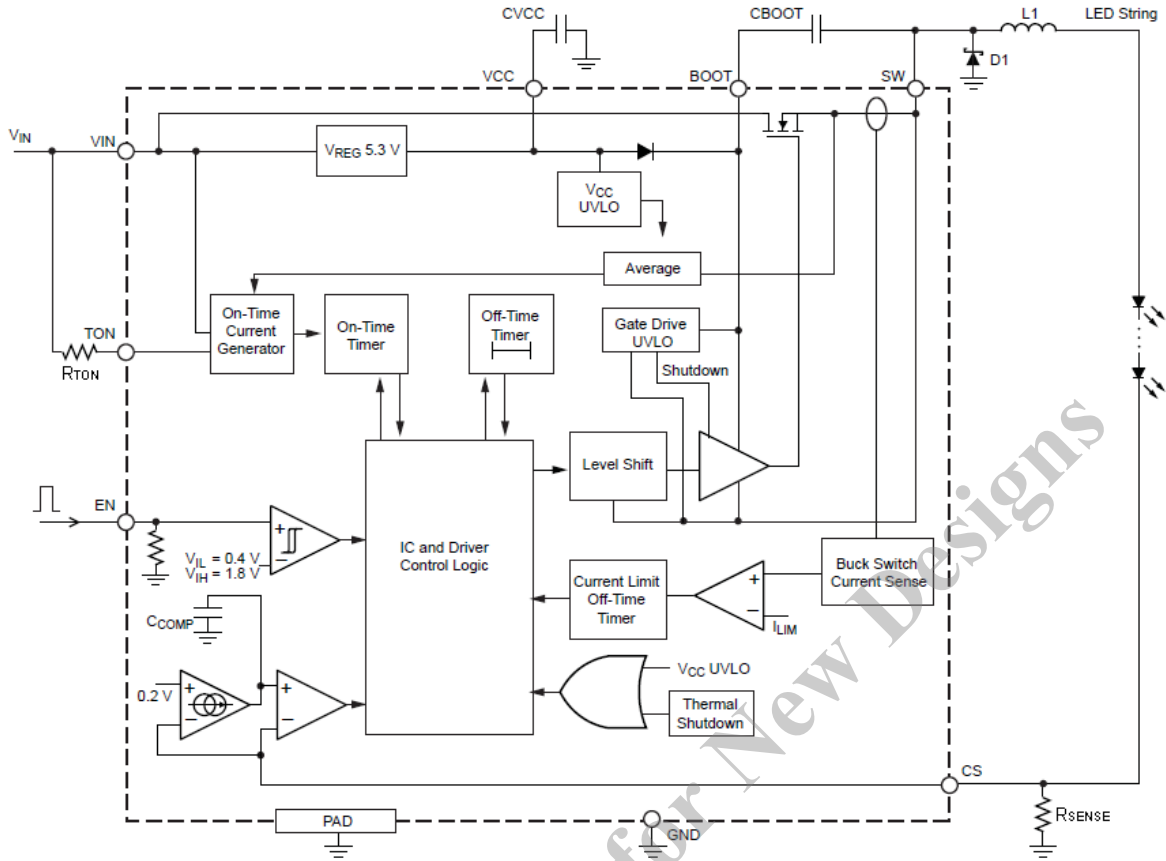 CVCC
CBOOT
L1
LED String
D1
VCC
BOOT
SW
VIN
VIN
VREG 5.3 V
VCC
UVLO
Average
On-Time
Current
Generator
On-Time
Timer
Off-Time
Timer
Gate Drive
UVLO
Shutdown
TON
RTON
Level Shift
EN
VIL = 0.4 V
VIH = 1.8 V
IC and Driver
Control Logic
Buck Switch
Current Sense
Current Limit
Off-Time
Timer
ILIM
CCOMP
0.2 V
VCC UVLO
Thermal
Shutdown
CS
RSENSE
PAD
GND
for New Designs